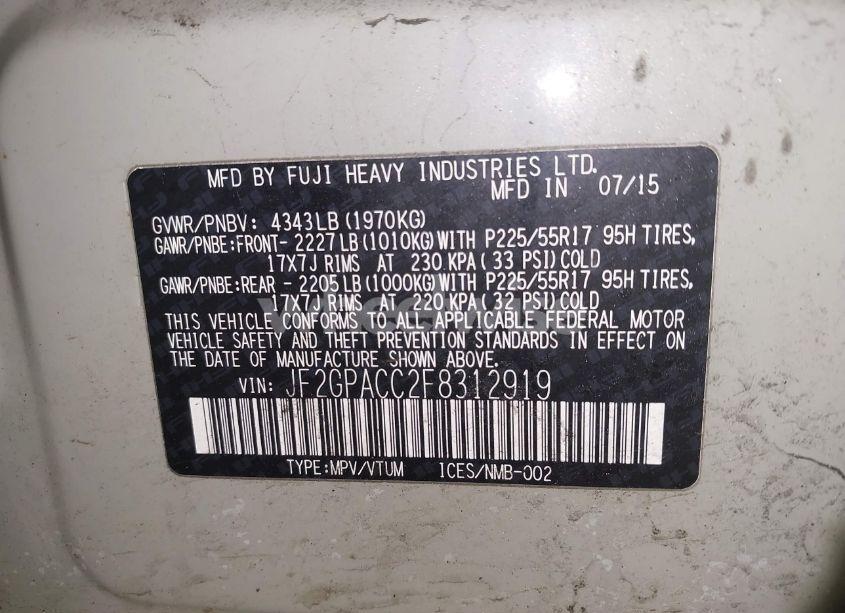 MFD BY FUJI HEAVY INDUSTRIES LTD.
MFD IN 07/15
GVWR/PNBV: 4343LB (1970KG)
GAWR/PNBE:FRONT- 2227LB (1010KG) WITH P225/55R17 95H TIRES,
17X7J RIMS AT 230 KPA ( 33 PSI) COLD
GAWR/PNBE:REAR - 2205LB (1000KG) WITH P225/55R17 95H TIRES,
17X7J RIMS AT 220 KPA ( 32 PSI) COLD
THIS VEHICLE CONFORMS TO ALL APPLICABLE FEDERAL MOTOR
VEHICLE SAFETY AND THEFT PREVENTION STANDARDS IN EFFECT ON
THE DATE OF MANUFACTURE SHOWN ABOVE.
VIN: JF2GPACC2F8312919
TYPE:MPV/VTUM ICES/NMB-002